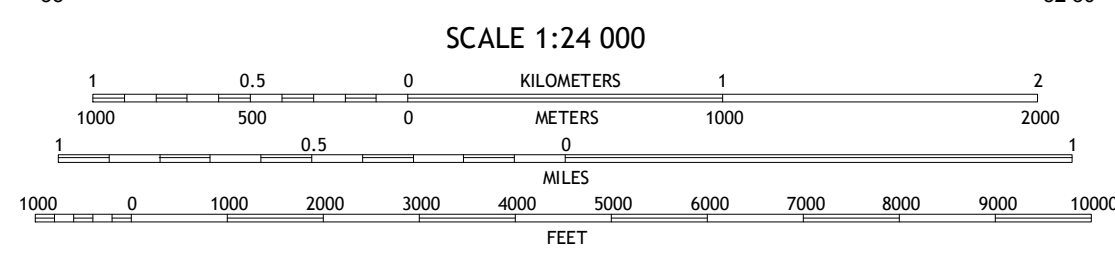 SCALE 1:24 000
1 0.5 0 KILOMETERS 1 2
1000 500 0 METERS 1000 2000
1 0.5 0 1
MILES
1000 0 1000 2000 3000 4000 5000 6000 7000 8000 9000 10000
FEET